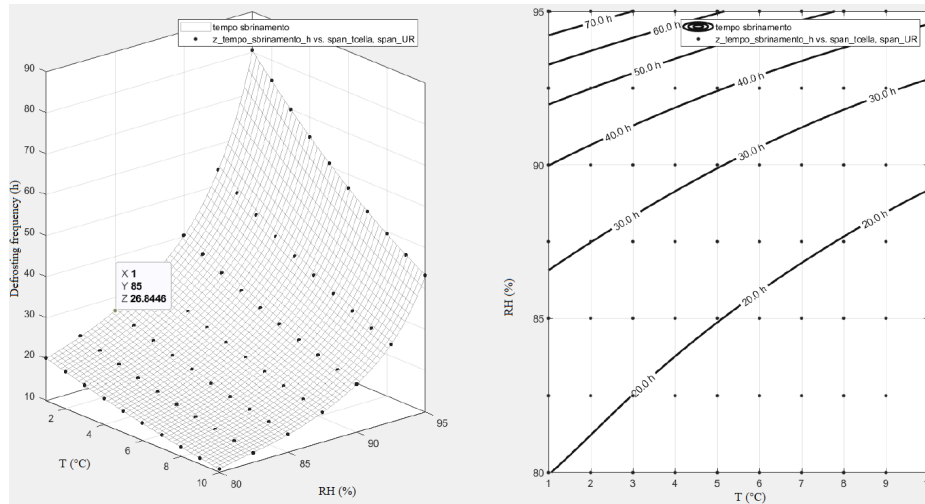 tempo sbrinamento
z_tempo_sbrinamento_h vs. span_tcella, span_UR
90
80
70
60
50
40
30
20
10
Defrosting frequency (h)
X 1
Y 85
Z 26.8446
2
4
6
8
10
T (°C)
80
85
90
95
RH (%)
tempo sbrinamento
z_tempo_sbrinamento_h vs. span_tcella, span_UR
95
90
85
80
RH (%)
70.0 h
60.0 h
50.0 h
40.0 h
40.0 h
30.0 h
30.0 h
30.0 h
20.0 h
20.0 h
20.0 h
1
2
3
4
5
6
7
8
9
T (°C)